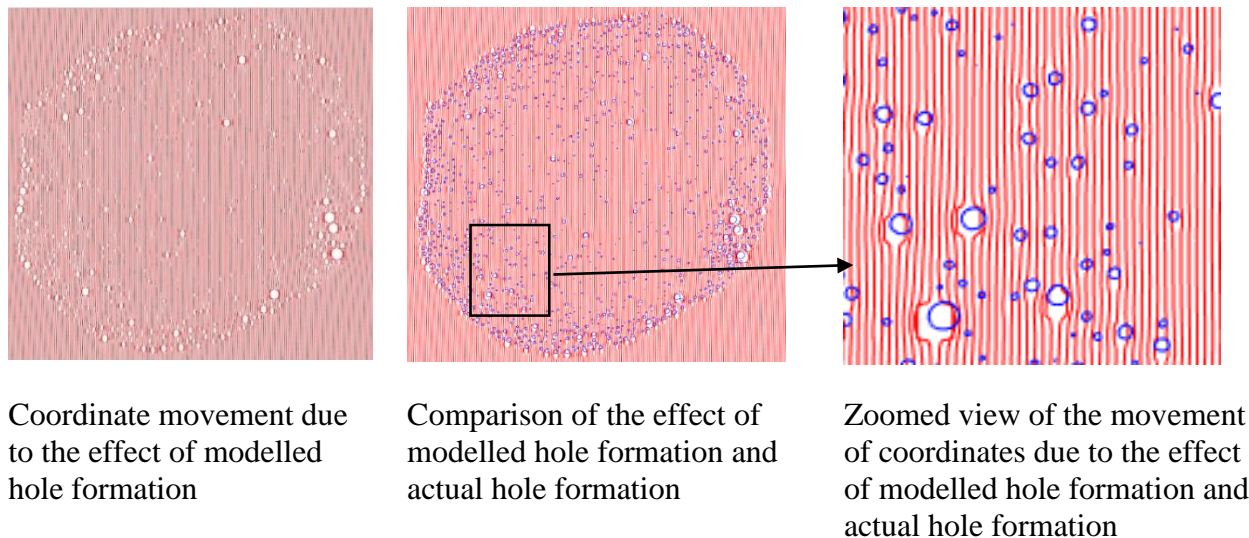 Coordinate movement due
to the effect of modelled
hole formation
Comparison of the effect of
modelled hole formation and
actual hole formation
Zoomed view of the movement
of coordinates due to the effect
of modelled hole formation and
actual hole formation